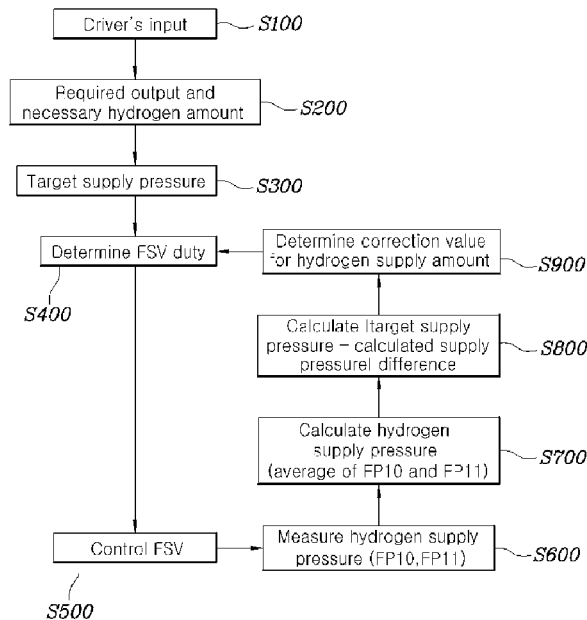 Driver's input
S100
Required output and
necessary hydrogen amount
S200
Target supply pressure
S300
Determine FSV duty
S400
Determine correction value
for hydrogen supply amount
S900
Calculate |target supply
pressure – calculated supply
pressure| difference
S800
Calculate hydrogen
supply pressure
(average of FP10 and FP11)
S700
Control FSV
S500
Measure hydrogen supply
pressure (FP10,FP11)
S600